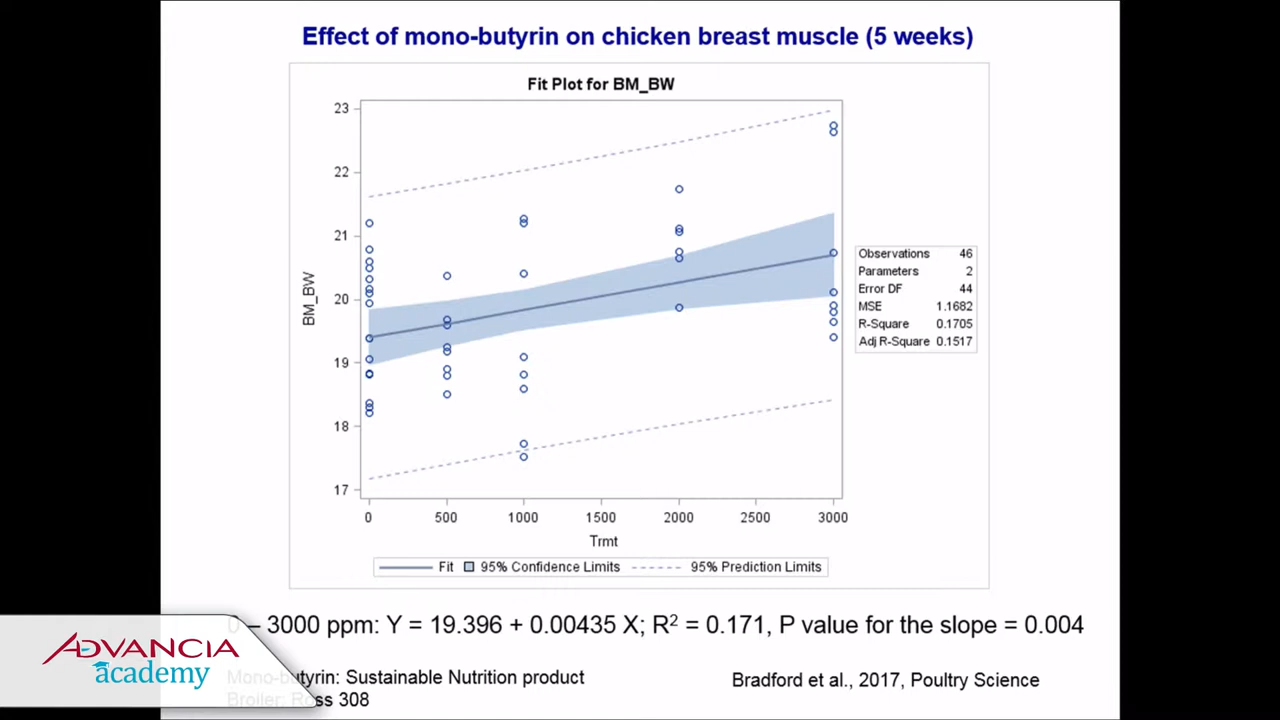 Effect of mono-butyrin on chicken breast muscle (5 weeks)
Fit Plot for BM_BW
23
22
21
20
19
18
17
BM_BW
0 500 1000 1500 2000 2500 3000
Trmt
Fit 95% Confidence Limits 95% Prediction Limits
Observations 46
Parameters 2
Error DF 44
MSE 1.1682
R-Square 0.1705
Adj R-Square 0.1517
0 – 3000 ppm: Y = 19.396 + 0.00435 X; R² = 0.171, P value for the slope = 0.004
Mono-butyrin: Sustainable Nutrition product
Broiler: Ross 308
Bradford et al., 2017, Poultry Science
ADVANCIA
academy